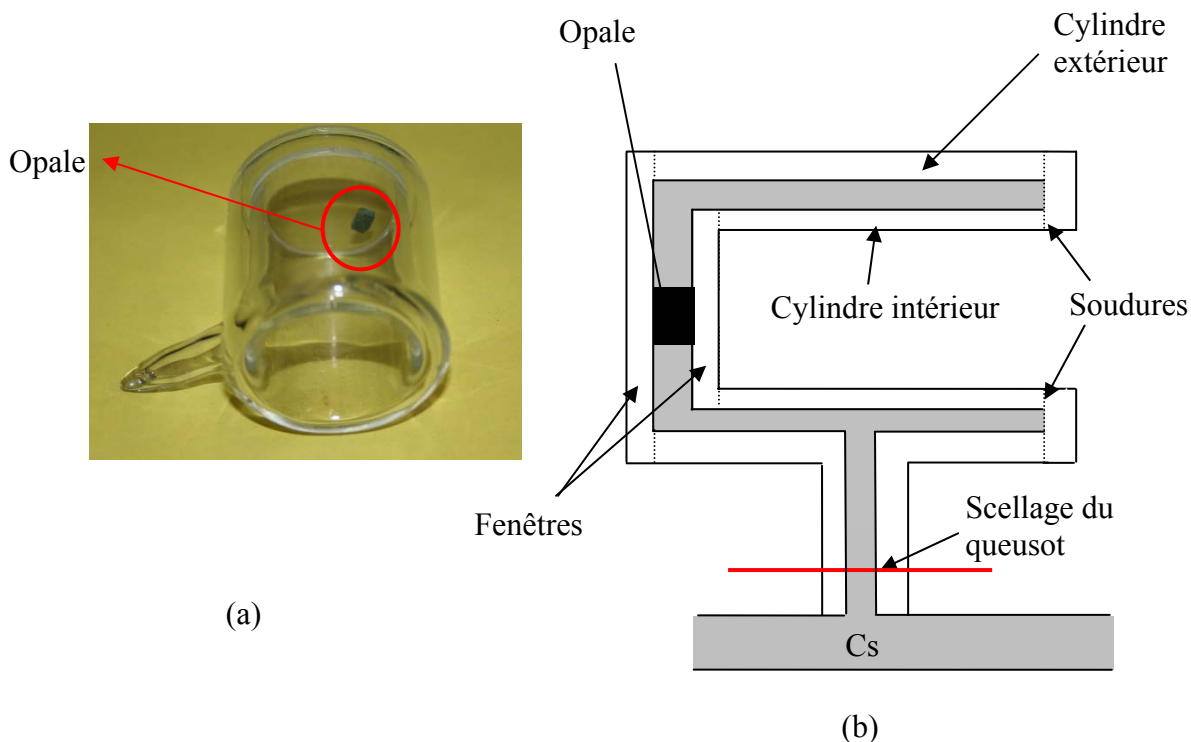 Opale
Cylindre
extérieur
Opale
Cylindre intérieur
Soudures
Fenêtres
Scellage du
queusot
Cs
(a)
(b)